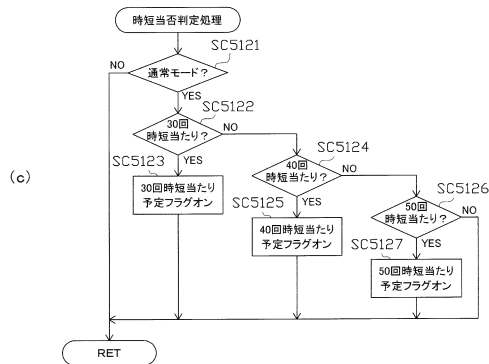 時短当否判定処理
SC5121
NO
通常モード？
YES
SC5122
30回
時短当たり？
NO
SC5123
YES
SC5124
(c)
30回時短当たり
予定フラグオン
40回
時短当たり？
NO
SC5125
YES
SC5126
40回時短当たり
予定フラグオン
50回
時短当たり？
NO
SC5127
YES
50回時短当たり
予定フラグオン
RET